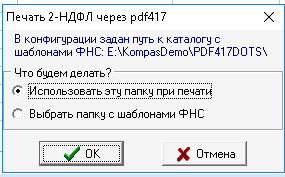 Печать 2-НДФЛ через pdf417
В конфигурации задан путь к каталогу с
шаблонами ФНС: E:\KompasDemo\PDF417DOTS\
Что будем делать?
Использовать эту папку при печати
Выбрать папку с шаблонами ФНС
OK
Отмена